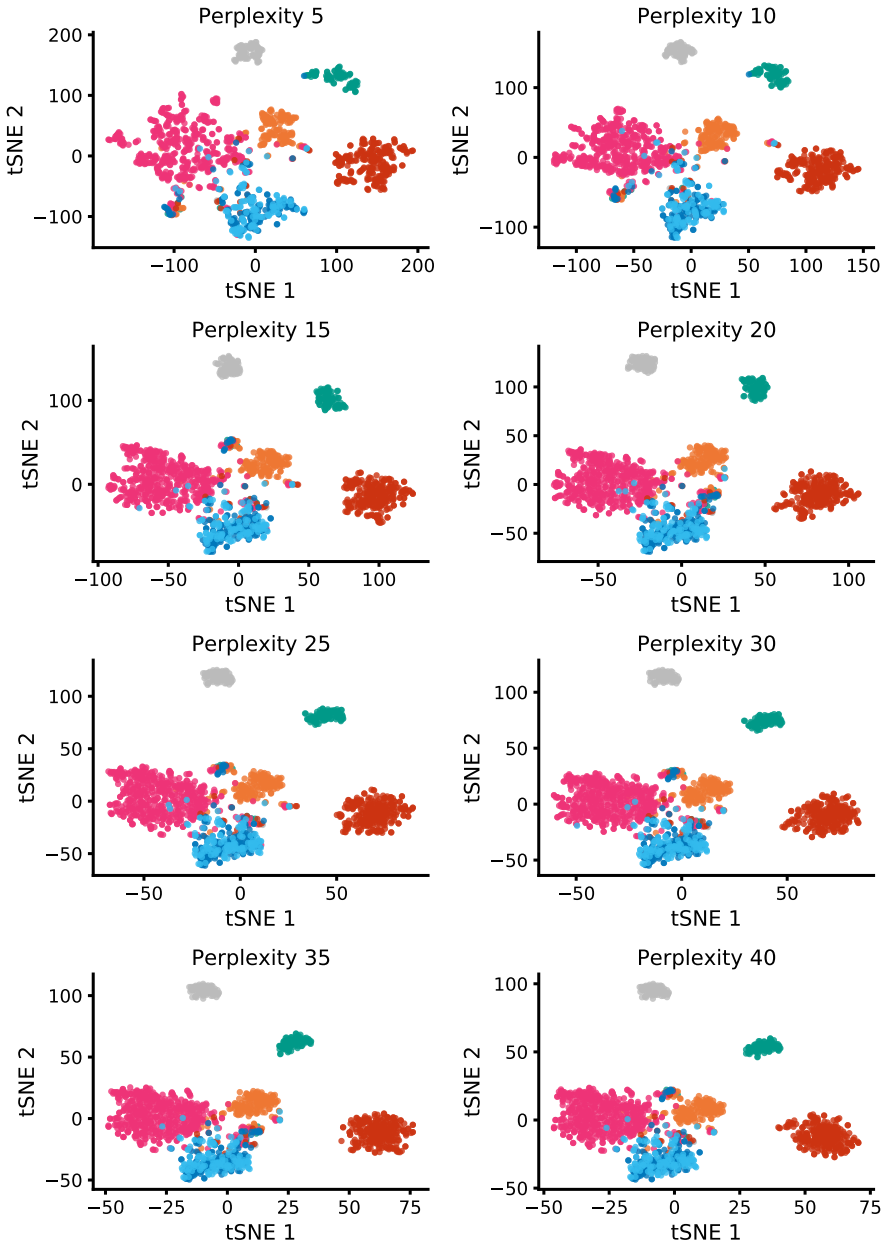 Perplexity 5
tSNE 2
200
100
0
−100
−100 0 100 200
tSNE 1
Perplexity 10
tSNE 2
100
0
−100
−100 −50 0 50 100 150
tSNE 1
Perplexity 15
tSNE 2
100
0
−100 −50 0 50 100
tSNE 1
Perplexity 20
tSNE 2
100
50
0
−50
−50 0 50 100
tSNE 1
Perplexity 25
tSNE 2
100
50
0
−50
−50 0 50
tSNE 1
Perplexity 30
tSNE 2
100
50
0
−50
−50 0 50
tSNE 1
Perplexity 35
tSNE 2
100
50
0
−50
−50 −25 0 25 50 75
tSNE 1
Perplexity 40
tSNE 2
100
50
0
−50
−50 −25 0 25 50 75
tSNE 1